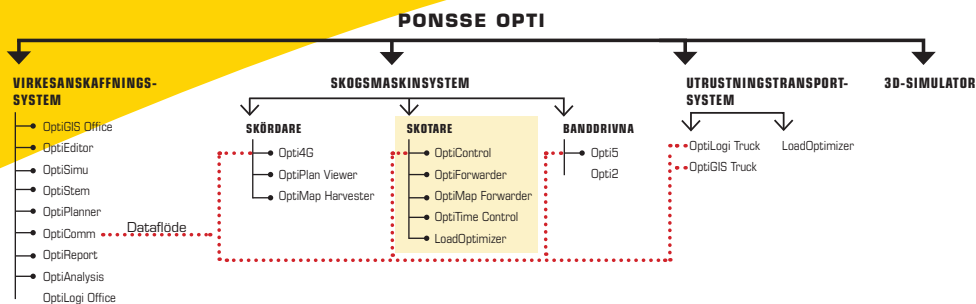 PONSSE OPTI
VIRKESANSKAFFNINGS-
SYSTEM
OptiGIS Office
OptiEditor
OptiSimu
OptiStem
OptiPlanner
OptiComm
Dataflöde
OptiReport
OptiAnalysis
OptiLogi Office
SKOGSMASKINSYSTEM
SKÖRDARE
Opti4G
OptiPlan Viewer
OptiMap Harvester
SKOTARE
OptiControl
OptiForwarder
OptiMap Forwarder
OptiTime Control
LoadOptimizer
BANDDRIVNA
Opti5
Opti2
UTRUSTNINGSTRANSPORT-
SYSTEM
OptiLogi Truck
OptiGIS Truck
LoadOptimizer
3D-SIMULATOR